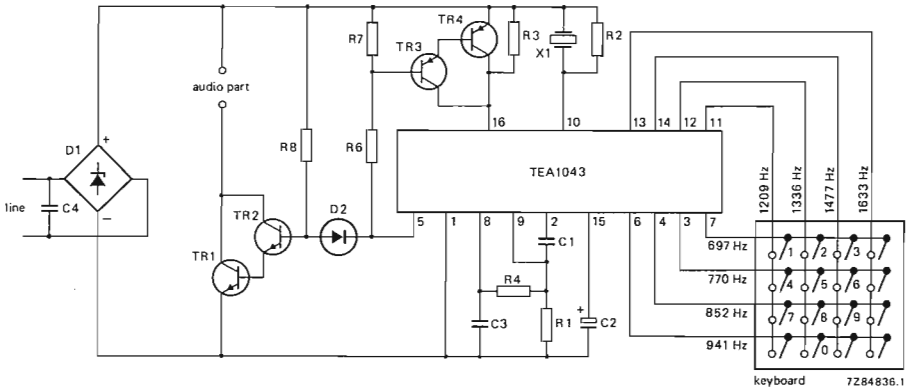 R7
TR4
TR3
R3
X1
R2
audio part
16
10
13
14
12
11
D1
+
R8
R6
TEA1043
1209 Hz
1336 Hz
1477 Hz
1633 Hz
line
C4
−
TR2
D2
5
1
8
9
2
15
6
4
3
7
697 Hz
770 Hz
852 Hz
941 Hz
1
2
3
4
5
6
7
8
9
0
TR1
C1
R4
C3
R1
+
C2
keyboard
7Z84836.1